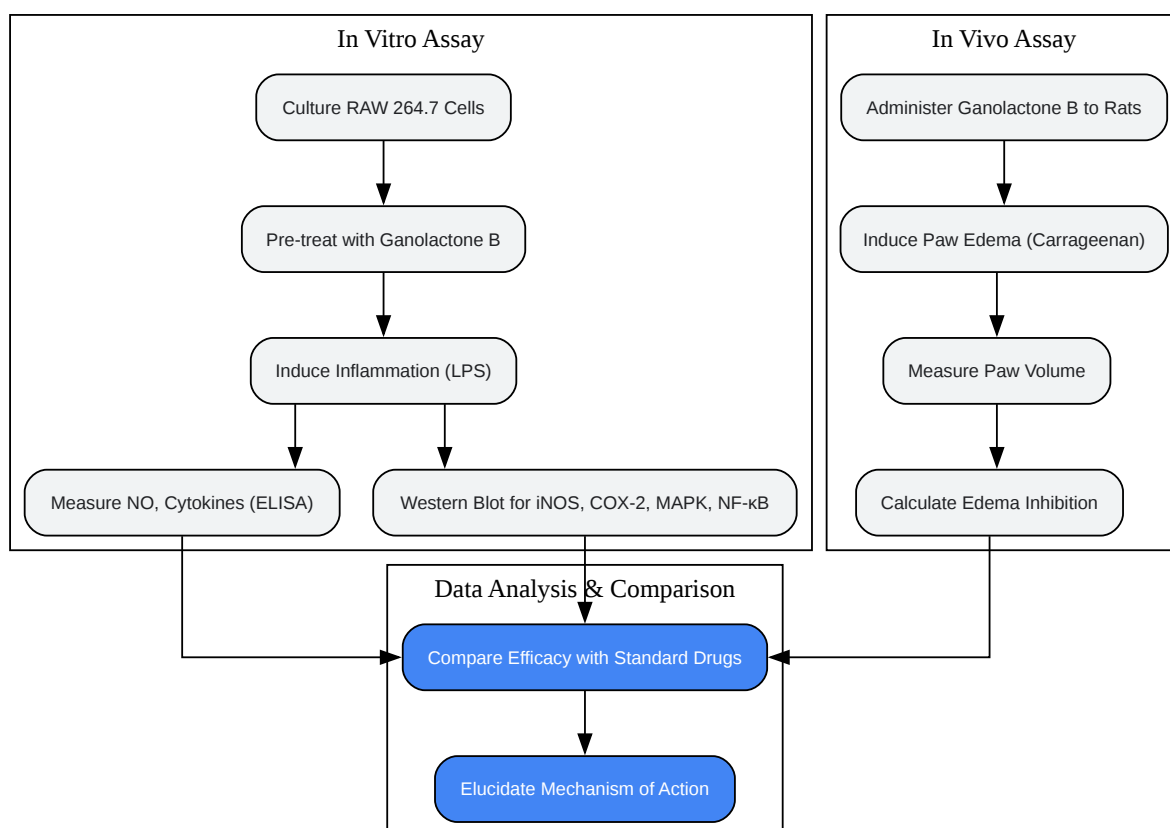 In Vitro Assay
Culture RAW 264.7 Cells
Pre-treat with Ganolactone B
Induce Inflammation (LPS)
Measure NO, Cytokines (ELISA)
Western Blot for iNOS, COX-2, MAPK, NF-κB
In Vivo Assay
Administer Ganolactone B to Rats
Induce Paw Edema (Carrageenan)
Measure Paw Volume
Calculate Edema Inhibition
Data Analysis & Comparison
Compare Efficacy with Standard Drugs
Elucidate Mechanism of Action